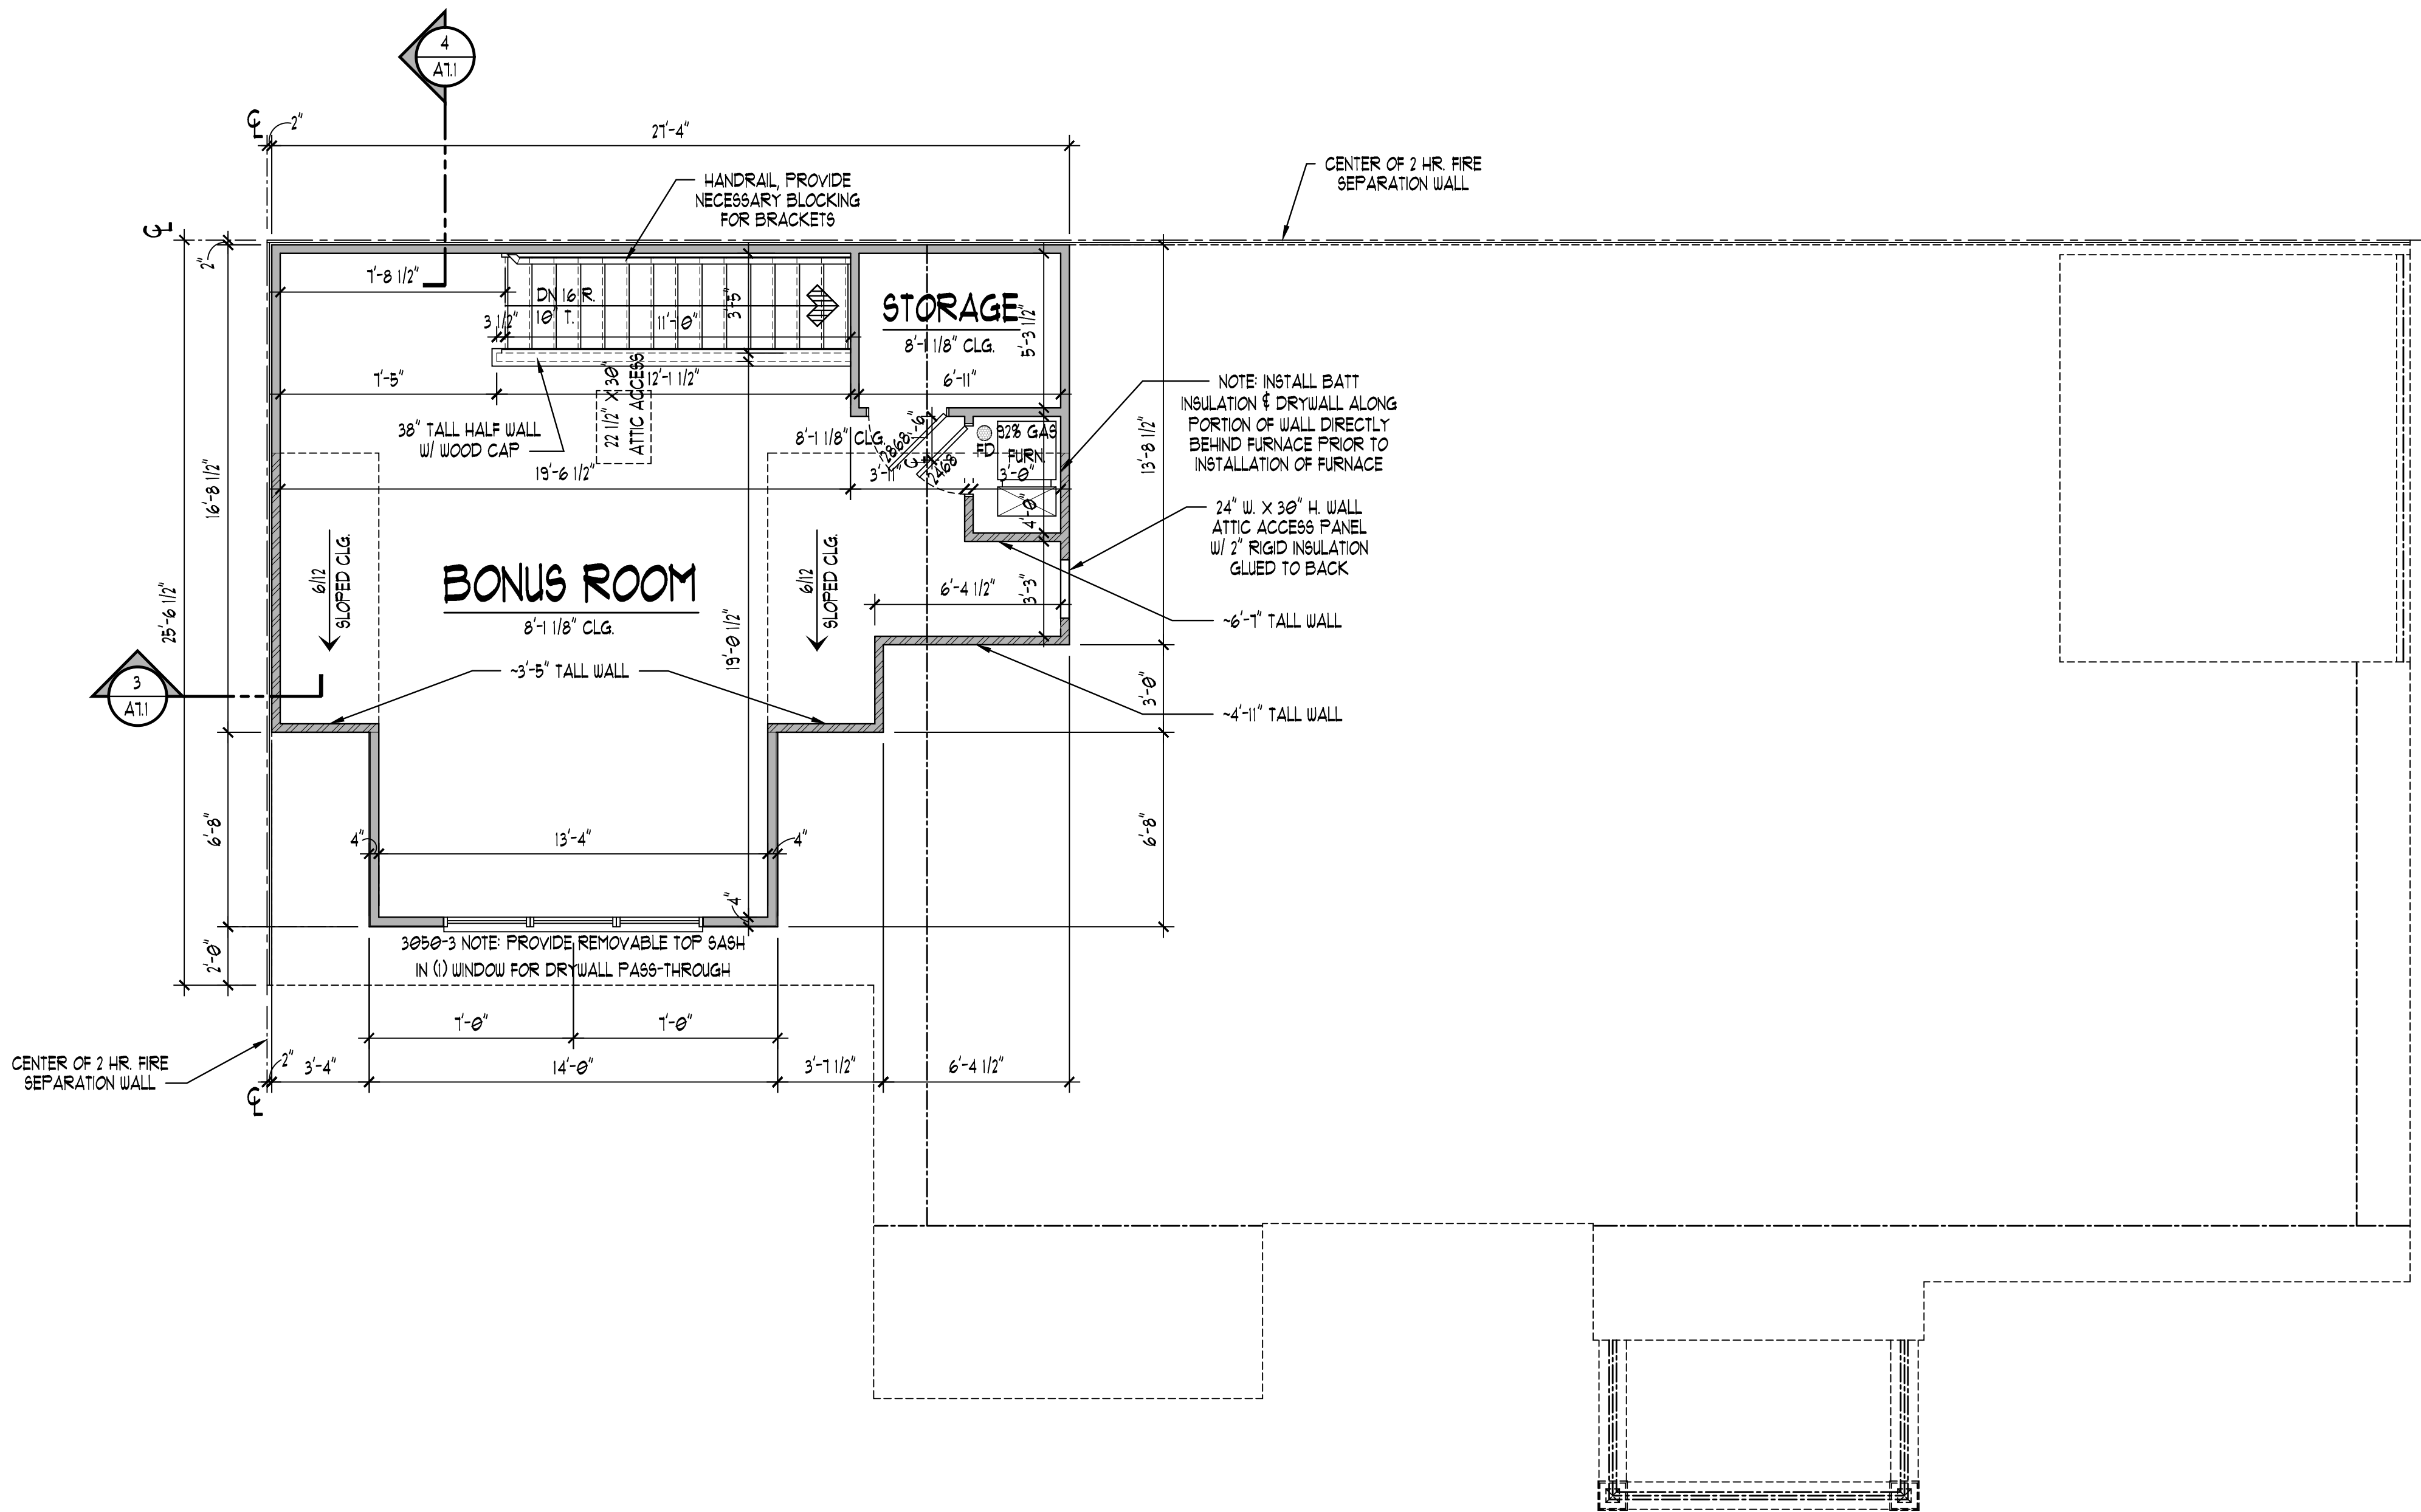 4
A7.1
2"
27'-4"
HANDRAIL, PROVIDE
NECESSARY BLOCKING
FOR BRACKETS
CENTER OF 2 HR. FIRE
SEPARATION WALL
2"
7'-8 1/2"
DN 16 R.
10" T.
3 1/2"
11'-10"
3'-5"
STORAGE
8'-1 1/8" CLG.
5'-3 1/2"
7'-5"
12'-1 1/2"
6'-11"
22 1/2" X 30"
ATTIC ACCESS
38" TALL HALF WALL
W/ WOOD CAP
19'-6 1/2"
8'-1 1/8" CLG.
2868
2468
3'-11"
FD
92% GAS
FURN.
3'-0"
4'-0"
NOTE: INSTALL BATT
INSULATION & DRYWALL ALONG
PORTION OF WALL DIRECTLY
BEHIND FURNACE PRIOR TO
INSTALLATION OF FURNACE
13'-8 1/2"
16'-8 1/2"
25'-6 1/2"
24" W. X 30" H. WALL
ATTIC ACCESS PANEL
W/ 2" RIGID INSULATION
GLUED TO BACK
6/12
SLOPED CLG.
BONUS ROOM
8'-1 1/8" CLG.
6/12
SLOPED CLG.
6'-4 1/2"
3'-3"
19'-0 1/2"
~6'-7" TALL WALL
~3'-5" TALL WALL
3
A7.1
3'-0"
~4'-11" TALL WALL
6'-8"
4"
13'-4"
4"
6'-8"
4"
3050-3 NOTE: PROVIDE REMOVABLE TOP SASH
IN (1) WINDOW FOR DRYWALL PASS-THROUGH
2'-0"
7'-0"
7'-0"
CENTER OF 2 HR. FIRE
SEPARATION WALL
2"
3'-4"
14'-0"
3'-7 1/2"
6'-4 1/2"